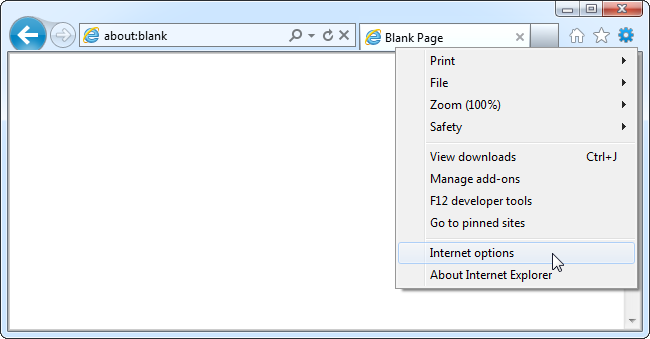 about:blank
Blank Page
Print
File
Zoom (100%)
Safety
View downloads Ctrl+J
Manage add-ons
F12 developer tools
Go to pinned sites
Internet options
About Internet Explorer